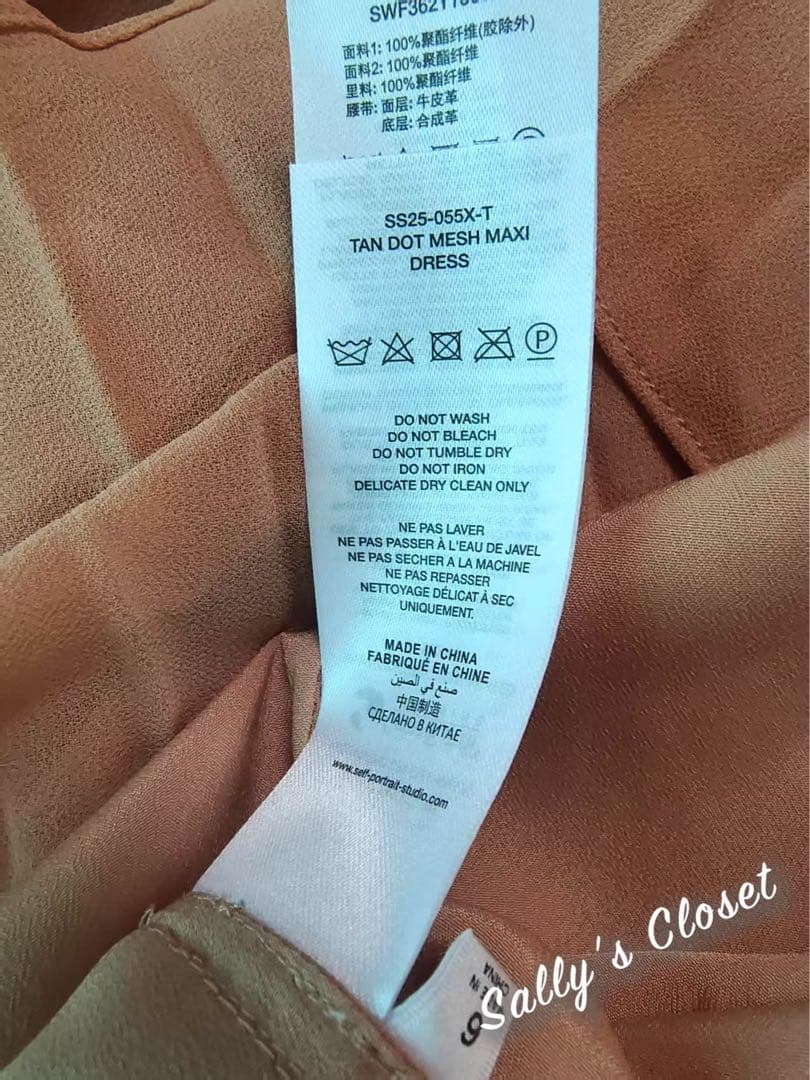 面料1: 100%聚酯纤维(胶除外)
面料2: 100%聚酯纤维
里料: 100%聚酯纤维
腰带: 面层: 牛皮革
底层: 合成革
SS25-055X-T
TAN DOT MESH MAXI
DRESS
P
DO NOT WASH
DO NOT BLEACH
DO NOT TUMBLE DRY
DO NOT IRON
DELICATE DRY CLEAN ONLY
NE PAS LAVER
NE PAS PASSER À L'EAU DE JAVEL
NE PAS SECHER A LA MACHINE
NE PAS REPASSER
NETTOYAGE DÉLICAT À SEC
UNIQUEMENT.
MADE IN CHINA
FABRIQUÉ EN CHINE
صنع في الصين
中国制造
СДЕЛАНО В КИТАЕ
www.self-portrait-studio.com
IN
CHINA
Sally's Closet